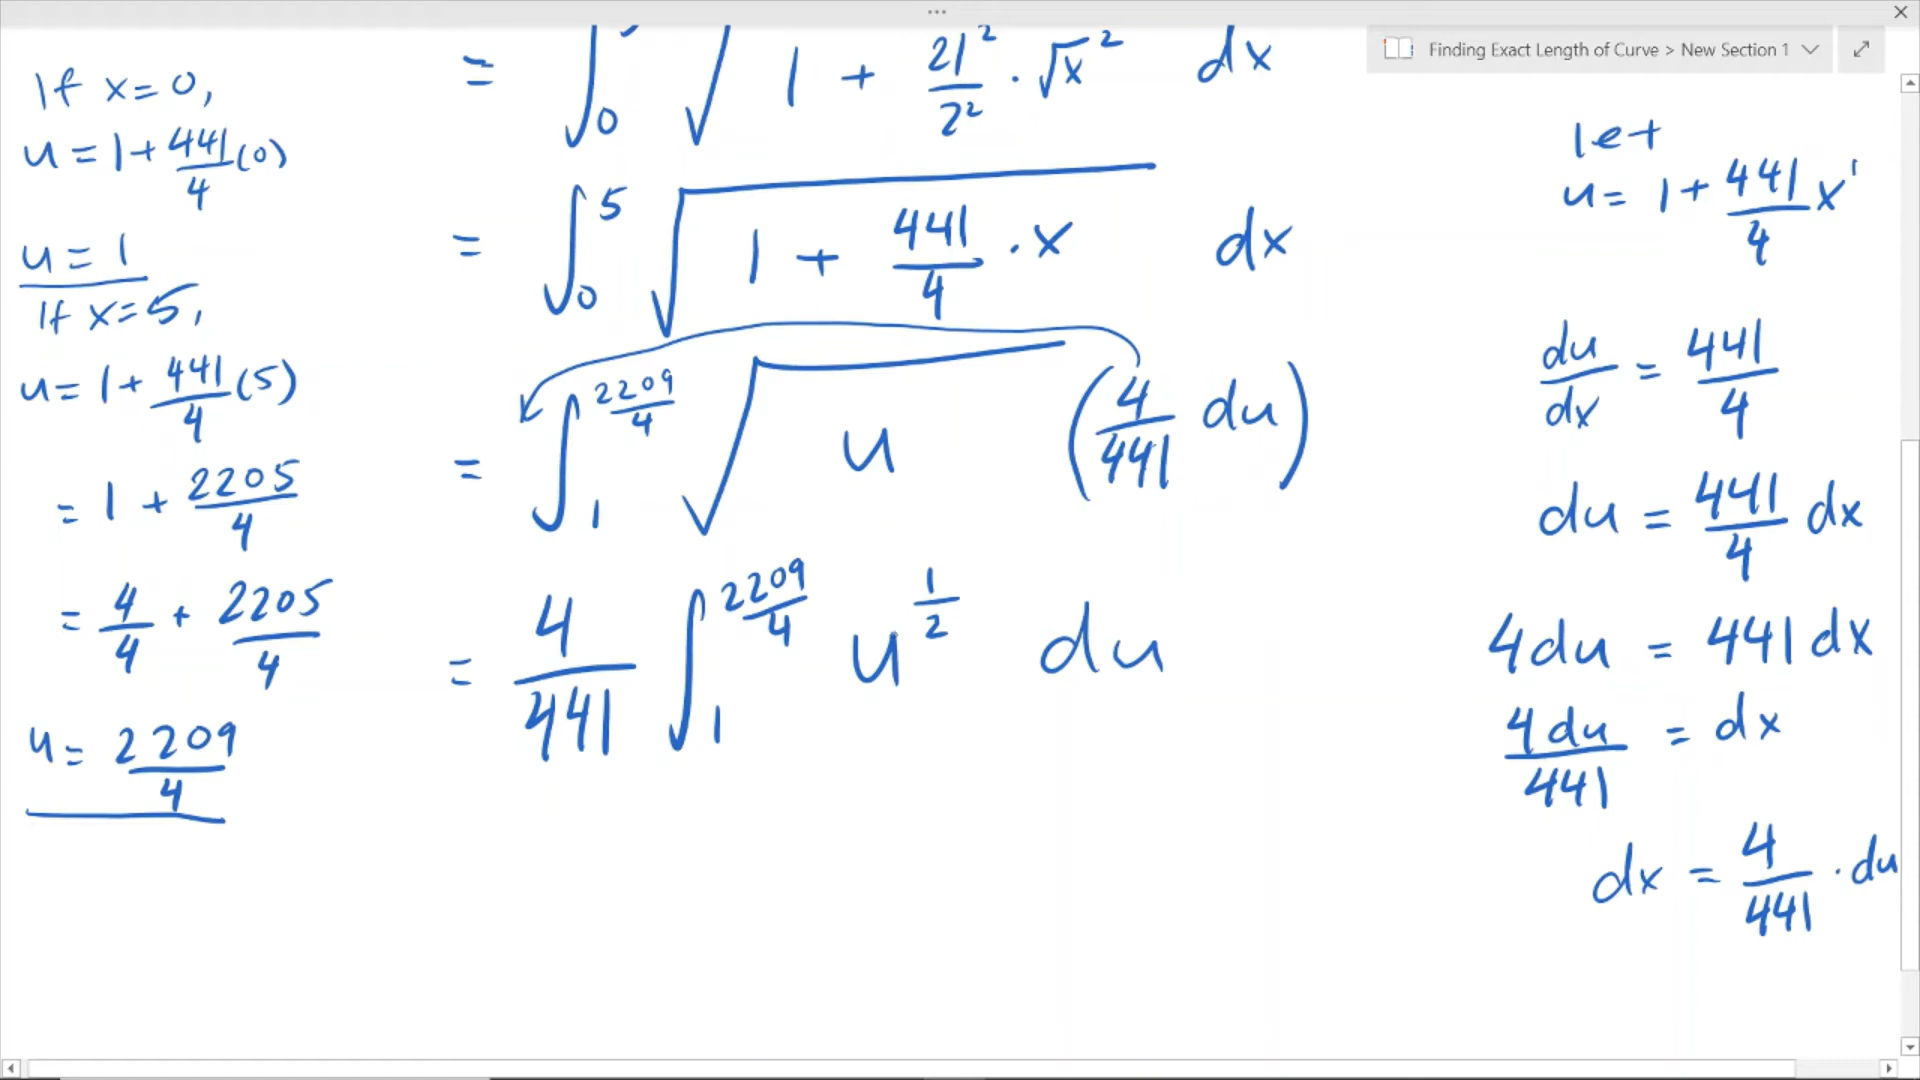 Finding Exact Length of Curve > New Section 1
If x=0,
u = 1 + 441/4 (0)
u = 1
If x=5,
u = 1 + 441/4 (5)
= 1 + 2205/4
= 4/4 + 2205/4
u = 2209/4
= ∫₀ √ 1 + 21²/2² · √x² dx
= ∫₀⁵ √ 1 + 441/4 · x dx
= ∫₁^(2209/4) √ u (4/441 du)
= 4/441 ∫₁^(2209/4) u^(1/2) du
let
u = 1 + 441/4 x¹
du/dx = 441/4
du = 441/4 dx
4du = 441 dx
4du/441 = dx
dx = 4/441 · du